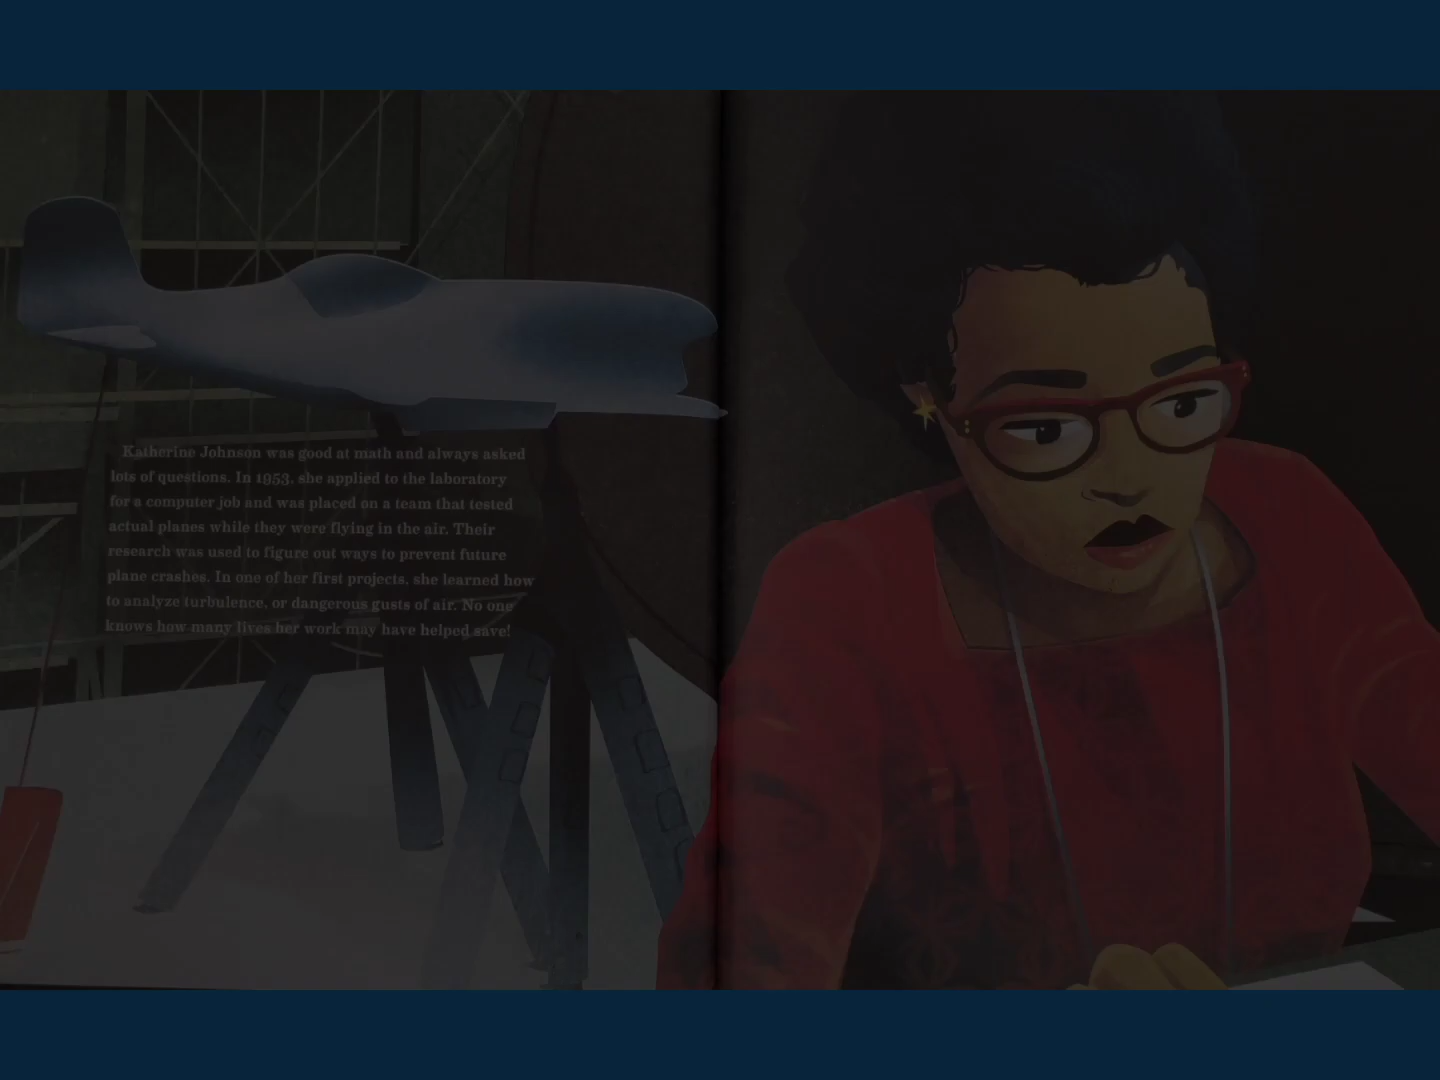 Katherine Johnson was good at math and always asked
lots of questions. In 1953, she applied to the laboratory
for a computer job and was placed on a team that tested
actual planes while they were flying in the air. Their
research was used to figure out ways to prevent future
plane crashes. In one of her first projects, she learned how
to analyze turbulence, or dangerous gusts of air. No one
knows how many lives her work may have helped save!